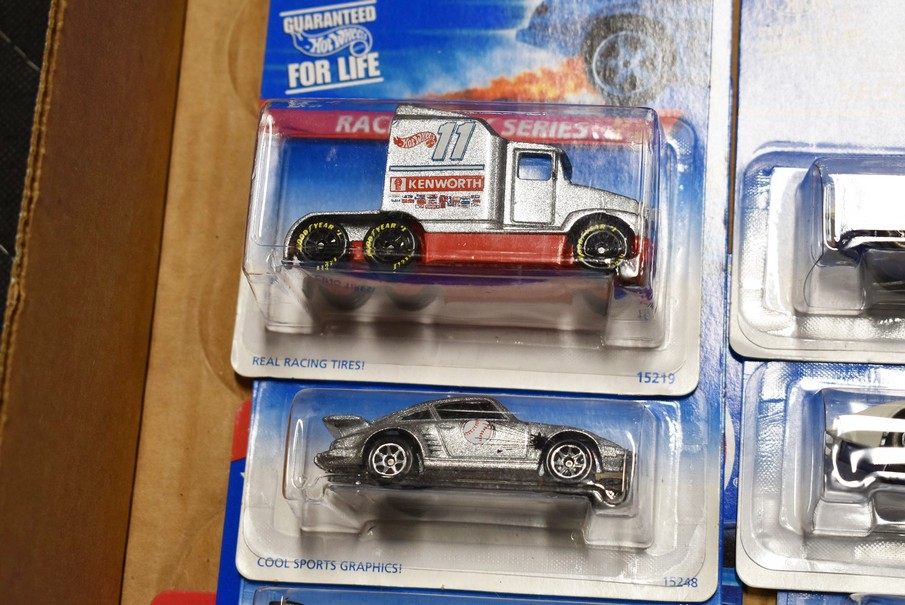 GUARANTEED
Hot Wheels
FOR LIFE
RAC
SERIES
Hot Wheels
11
KENWORTH
GOODYEAR
GOODYEAR
REAL RACING TIRES!
15219
COOL SPORTS GRAPHICS!
15248